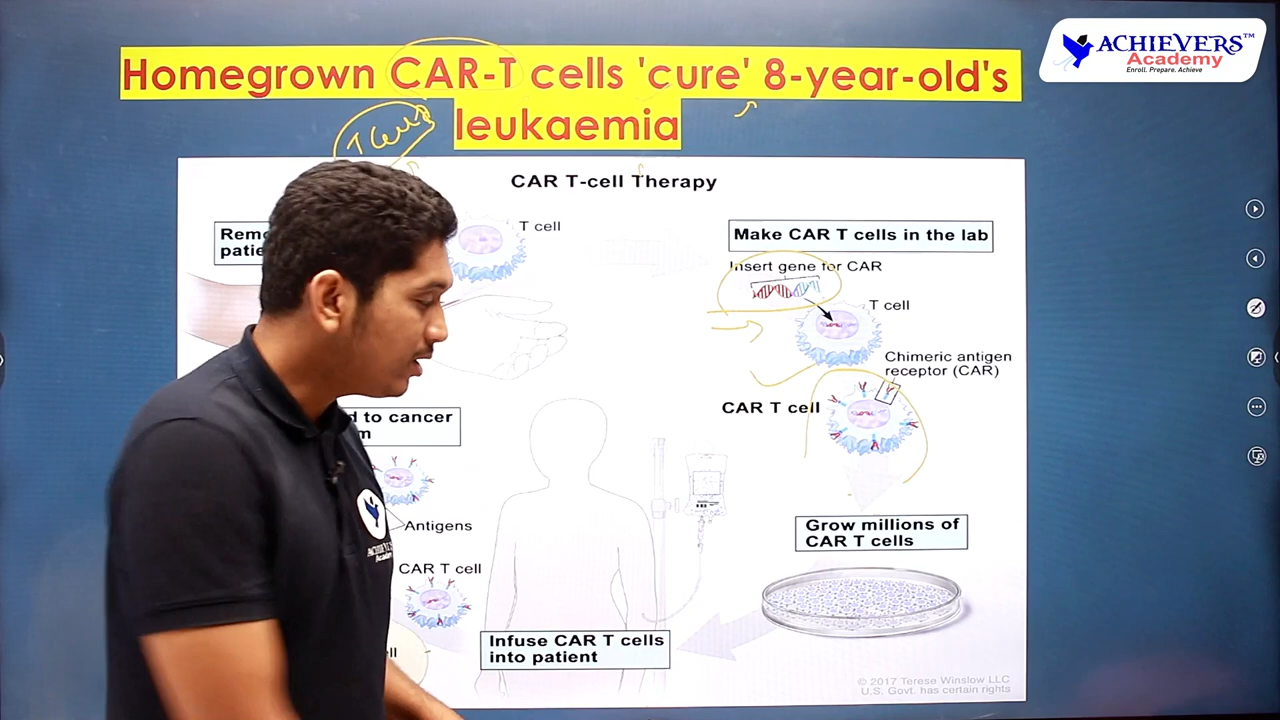 ACHIEVERS™
Academy
Enroll. Prepare. Achieve
Homegrown CAR-T cells 'cure' 8-year-old's
leukaemia
T Cells
CAR T-cell Therapy
T cell
Make CAR T cells in the lab
Insert gene for CAR
T cell
Chimeric antigen
receptor (CAR)
CAR T cell
d to cancer
Antigens
CAR T cell
Grow millions of
CAR T cells
Infuse CAR T cells
into patient
© 2017 Terese Winslow LLC
U.S. Govt. has certain rights
Academy